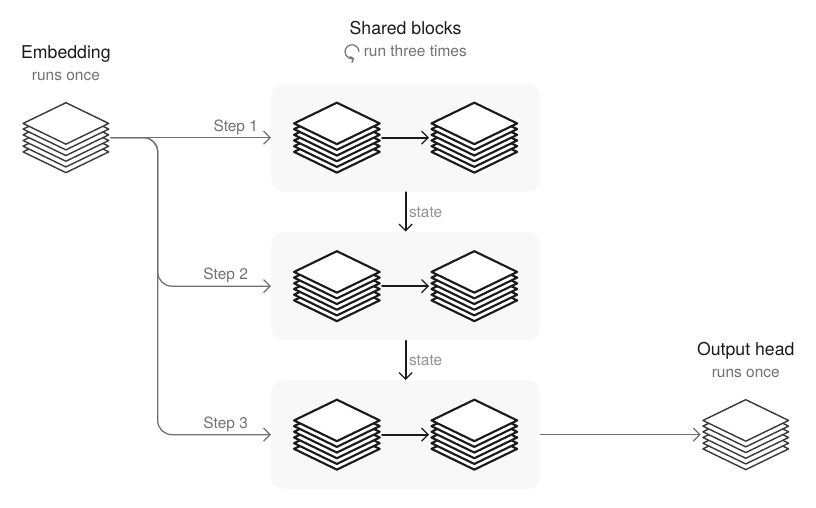 Shared blocks
run three times
Embedding
runs once
Step 1
state
Step 2
state
Output head
runs once
Step 3